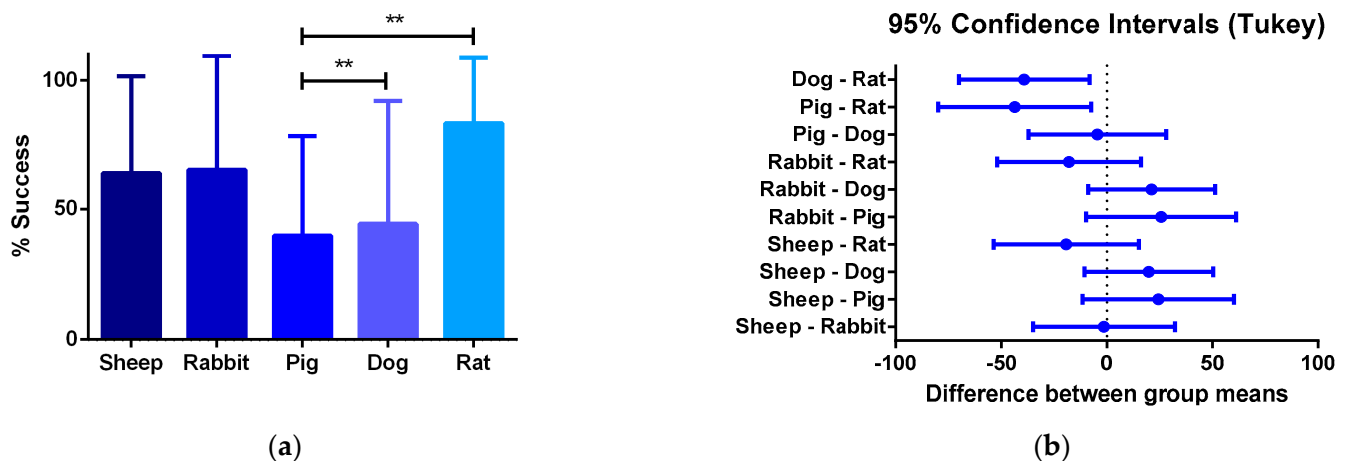 **
**
100
50
0
% Success
Sheep Rabbit Pig Dog Rat
(a)
95% Confidence Intervals (Tukey)
Dog - Rat
Pig - Rat
Pig - Dog
Rabbit - Rat
Rabbit - Dog
Rabbit - Pig
Sheep - Rat
Sheep - Dog
Sheep - Pig
Sheep - Rabbit
-100 -50 0 50 100
Difference between group means
(b)